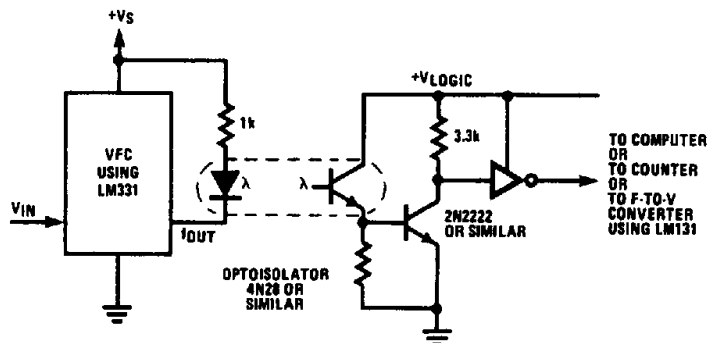 +VS
+VLOGIC
1k
3.3k
VFC
USING
LM331
λ
λ
TO COMPUTER
OR
TO COUNTER
OR
TO F-TO-V
CONVERTER
USING LM131
VIN
fOUT
2N2222
OR SIMILAR
OPTOISOLATOR
4N28 OR
SIMILAR